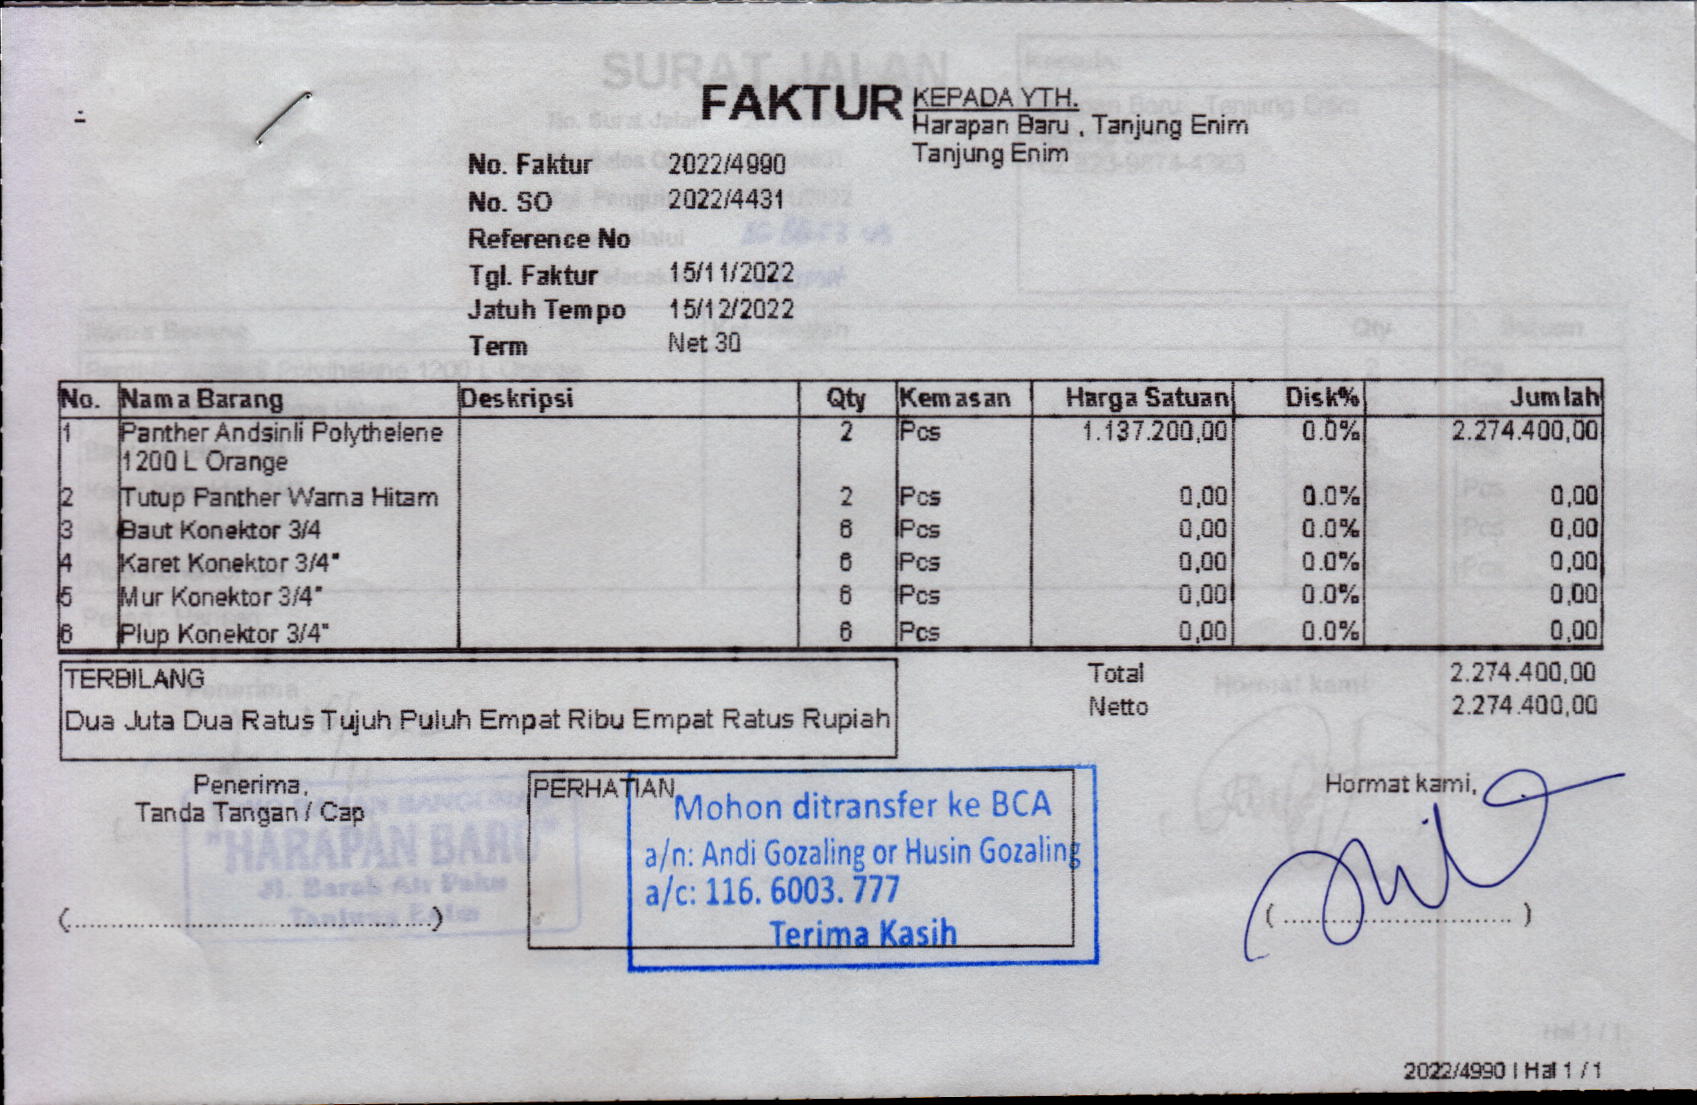 FAKTUR
KEPADA YTH.
Harapan Baru , Tanjung Enim
Tanjung Enim
No. Faktur 2022/4990
No. SO 2022/4431
Reference No
Tgl. Faktur 15/11/2022
Jatuh Tempo 15/12/2022
Term Net 30
No. Nama Barang Deskripsi Qty Kemasan Harga Satuan Disk% Jumlah
1 Panther Andsinli Polythelene 2 Pcs 1.137.200,00 0.0% 2.274.400,00
1200 L Orange
2 Tutup Panther Warna Hitam 2 Pcs 0,00 0.0% 0,00
3 Baut Konektor 3/4 6 Pcs 0,00 0.0% 0,00
4 Karet Konektor 3/4" 6 Pcs 0,00 0.0% 0,00
5 Mur Konektor 3/4" 6 Pcs 0,00 0.0% 0,00
6 Plup Konektor 3/4" 6 Pcs 0,00 0.0% 0,00
TERBILANG
Dua Juta Dua Ratus Tujuh Puluh Empat Ribu Empat Ratus Rupiah
Total 2.274.400,00
Netto 2.274.400,00
Penerima,
Tanda Tangan / Cap
"HARAPAN BARU"
Tanjung Enim
(....................................................)
PERHATIAN
Mohon ditransfer ke BCA
a/n: Andi Gozaling or Husin Gozaling
a/c: 116. 6003. 777
Terima Kasih
Hormat kami,
( .................................. )
2022/4990 | Hal 1 / 1
SURAT JALAN